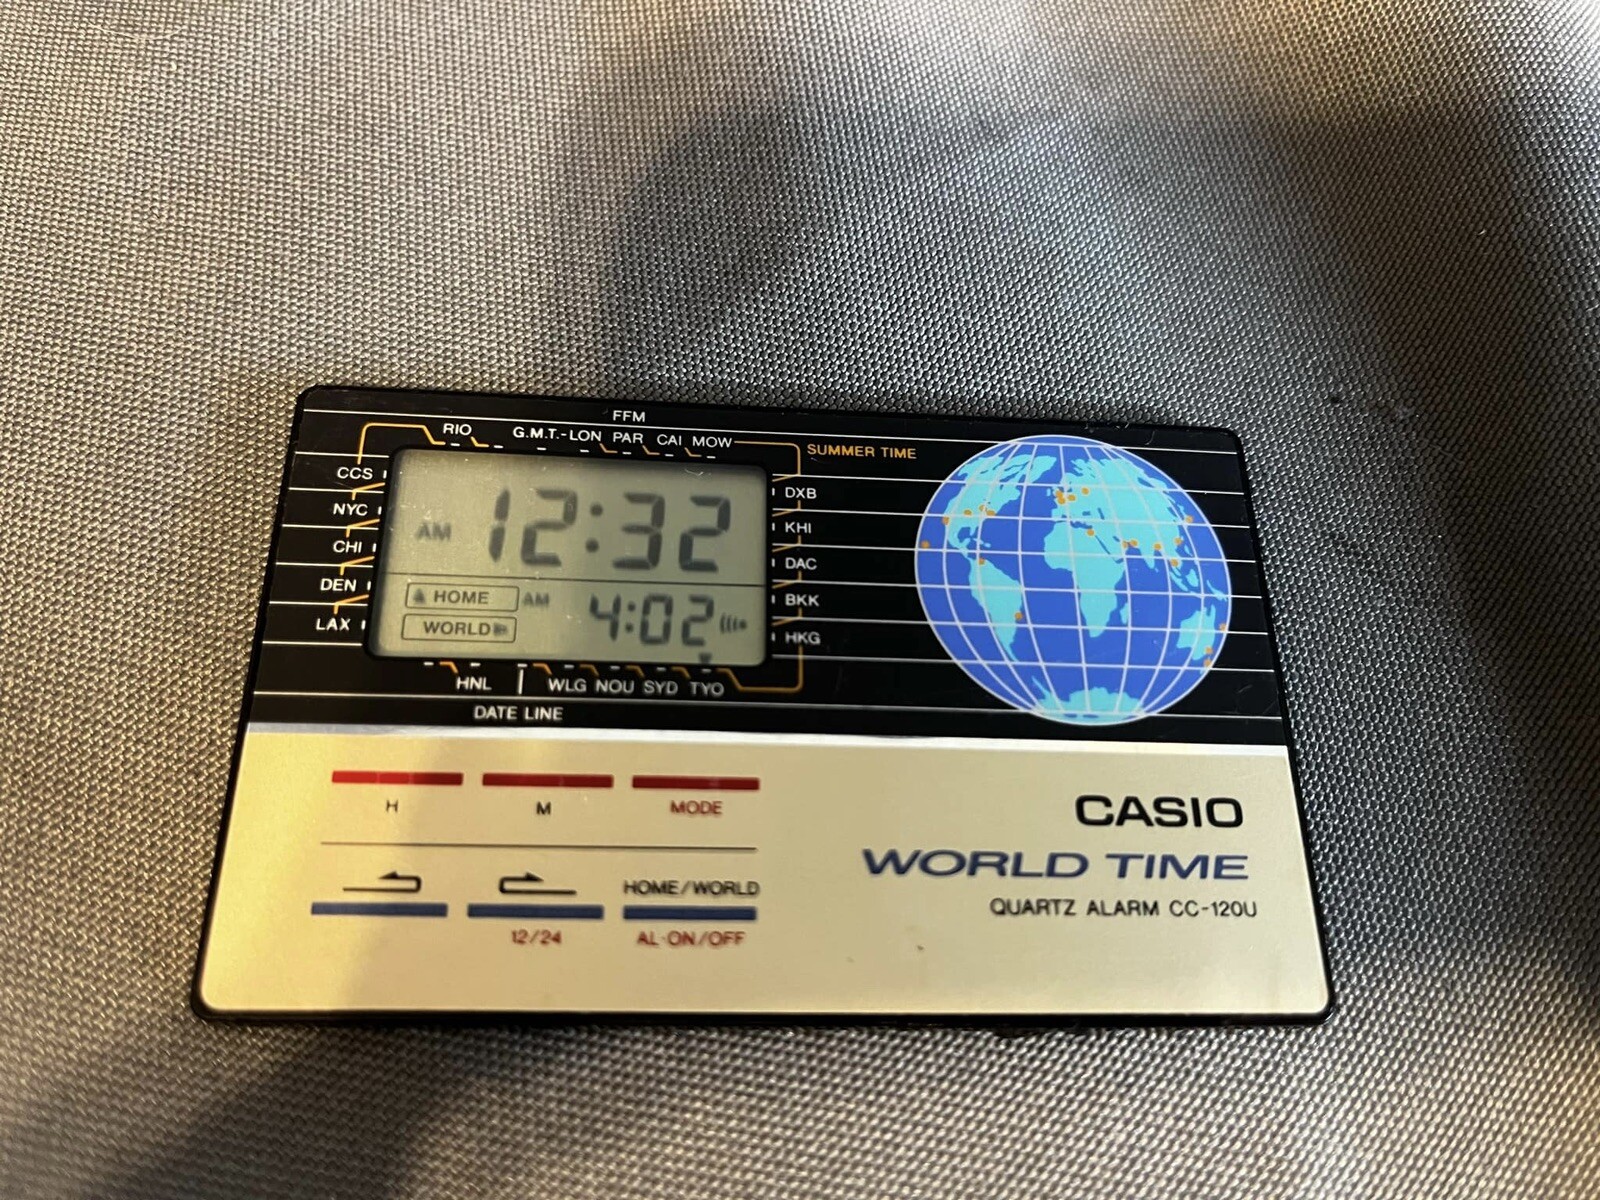 FFM
RIO G.M.T.-LON PAR CAI MOW SUMMER TIME
CCS
NYC
CHI
DEN
LAX
AM 12:32
HOME AM 4:02
WORLD
DXB
KHI
DAC
BKK
HKG
HNL WLG NOU SYD TYO
DATE LINE
H M MODE
HOME/WORLD
12/24 AL·ON/OFF
CASIO
WORLD TIME
QUARTZ ALARM CC-120U